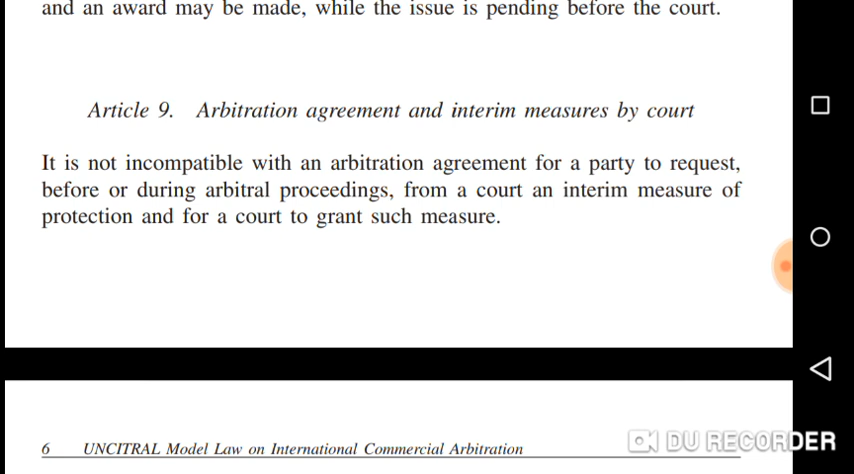 and an award may be made, while the issue is pending before the court.
Article 9. Arbitration agreement and interim measures by court
It is not incompatible with an arbitration agreement for a party to request,
before or during arbitral proceedings, from a court an interim measure of
protection and for a court to grant such measure.
6 UNCITRAL Model Law on International Commercial Arbitration
DU RECORDER